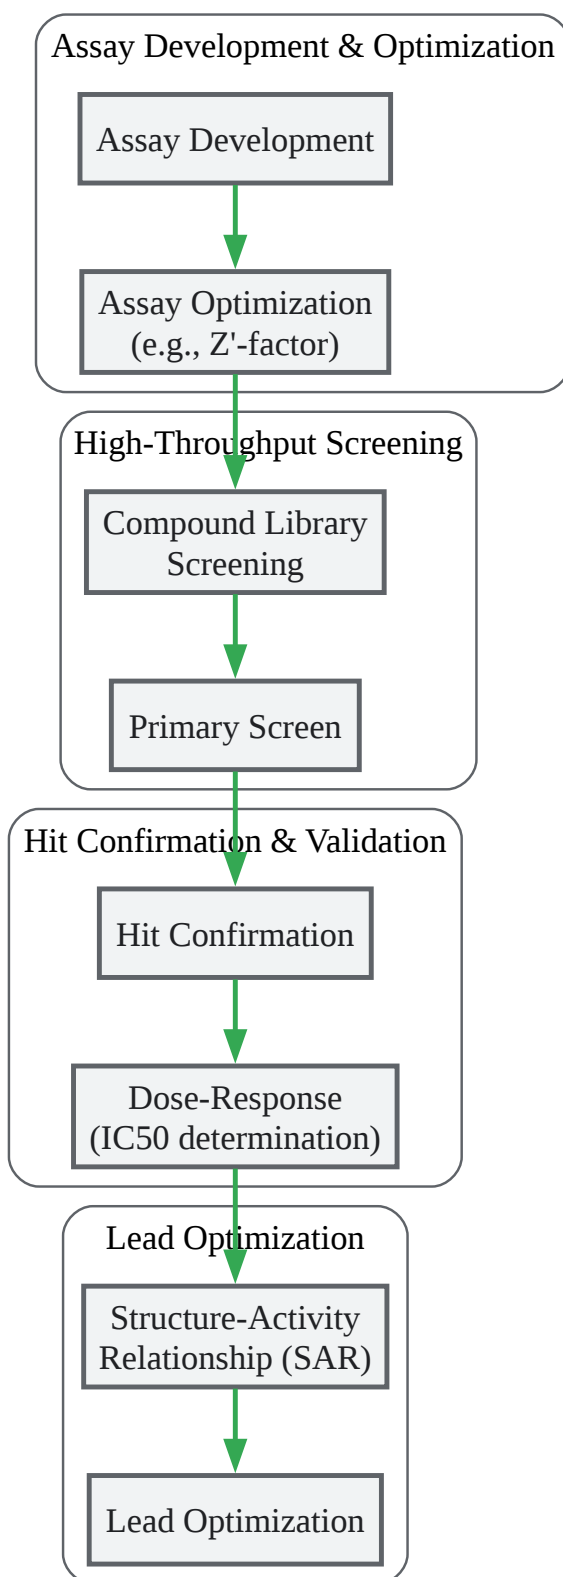 Assay Development & Optimization
Assay Development
Assay Optimization
(e.g., Z'-factor)
High-Throughput Screening
Compound Library
Screening
Primary Screen
Hit Confirmation & Validation
Hit Confirmation
Dose-Response
(IC50 determination)
Lead Optimization
Structure-Activity
Relationship (SAR)
Lead Optimization